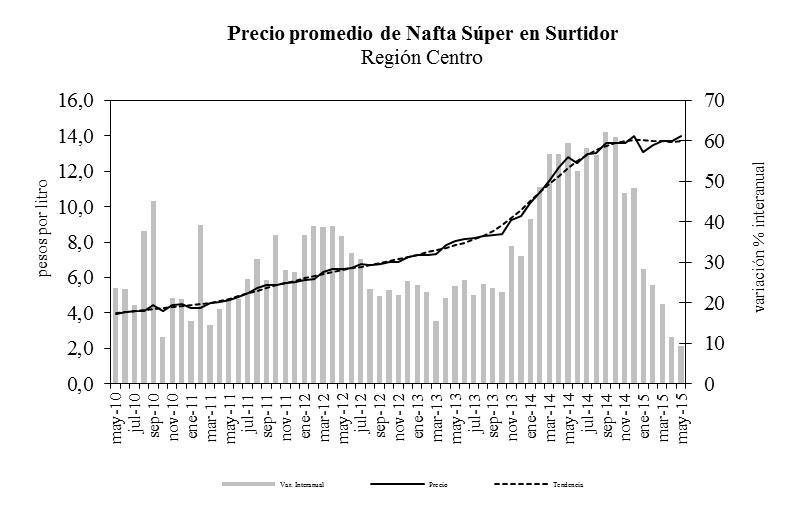 Precio promedio de Nafta Súper en Surtidor
Región Centro
pesos por litro
16,0
14,0
12,0
10,0
8,0
6,0
4,0
2,0
0,0
70
60
50
40
30
20
10
0
variación % interanual
may-10
jul-10
sep-10
nov-10
ene-11
mar-11
may-11
jul-11
sep-11
nov-11
ene-12
mar-12
may-12
jul-12
sep-12
nov-12
ene-13
mar-13
may-13
jul-13
sep-13
nov-13
ene-14
mar-14
may-14
jul-14
sep-14
nov-14
ene-15
mar-15
may-15
Var. Interanual Precio Tendencia